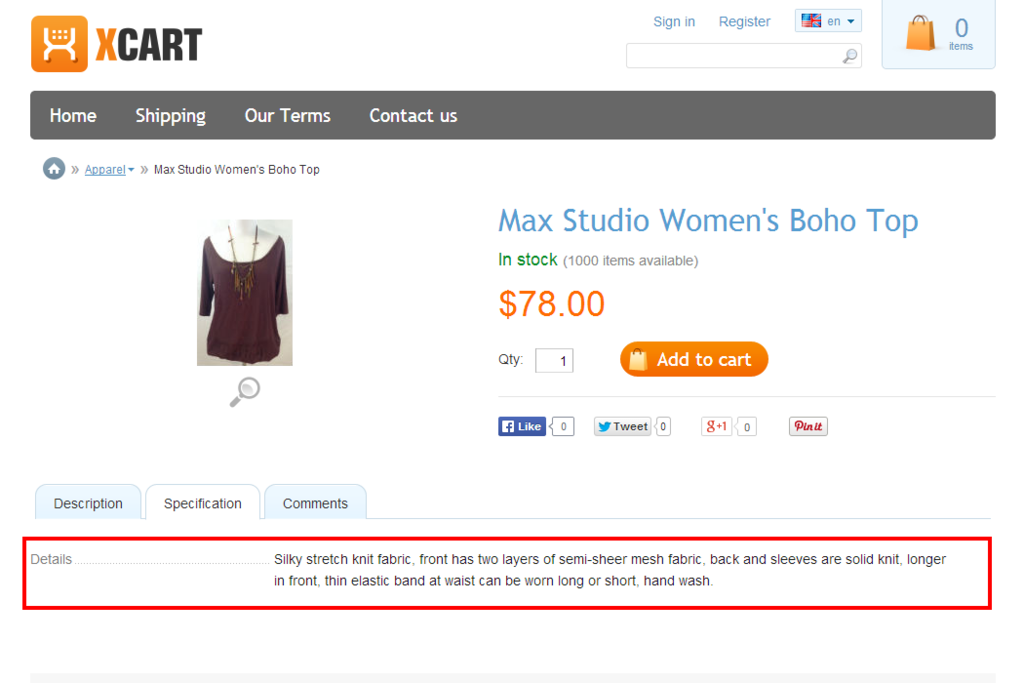 XCART
Sign in Register en
0
items
Home Shipping Our Terms Contact us
» Apparel » Max Studio Women's Boho Top
Max Studio Women's Boho Top
In stock (1000 items available)
$78.00
Qty: 1 Add to cart
Like 0 Tweet 0 g+1 0 Pin it
Description Specification Comments
Details Silky stretch knit fabric, front has two layers of semi-sheer mesh fabric, back and sleeves are solid knit, longer
in front, thin elastic band at waist can be worn long or short, hand wash.